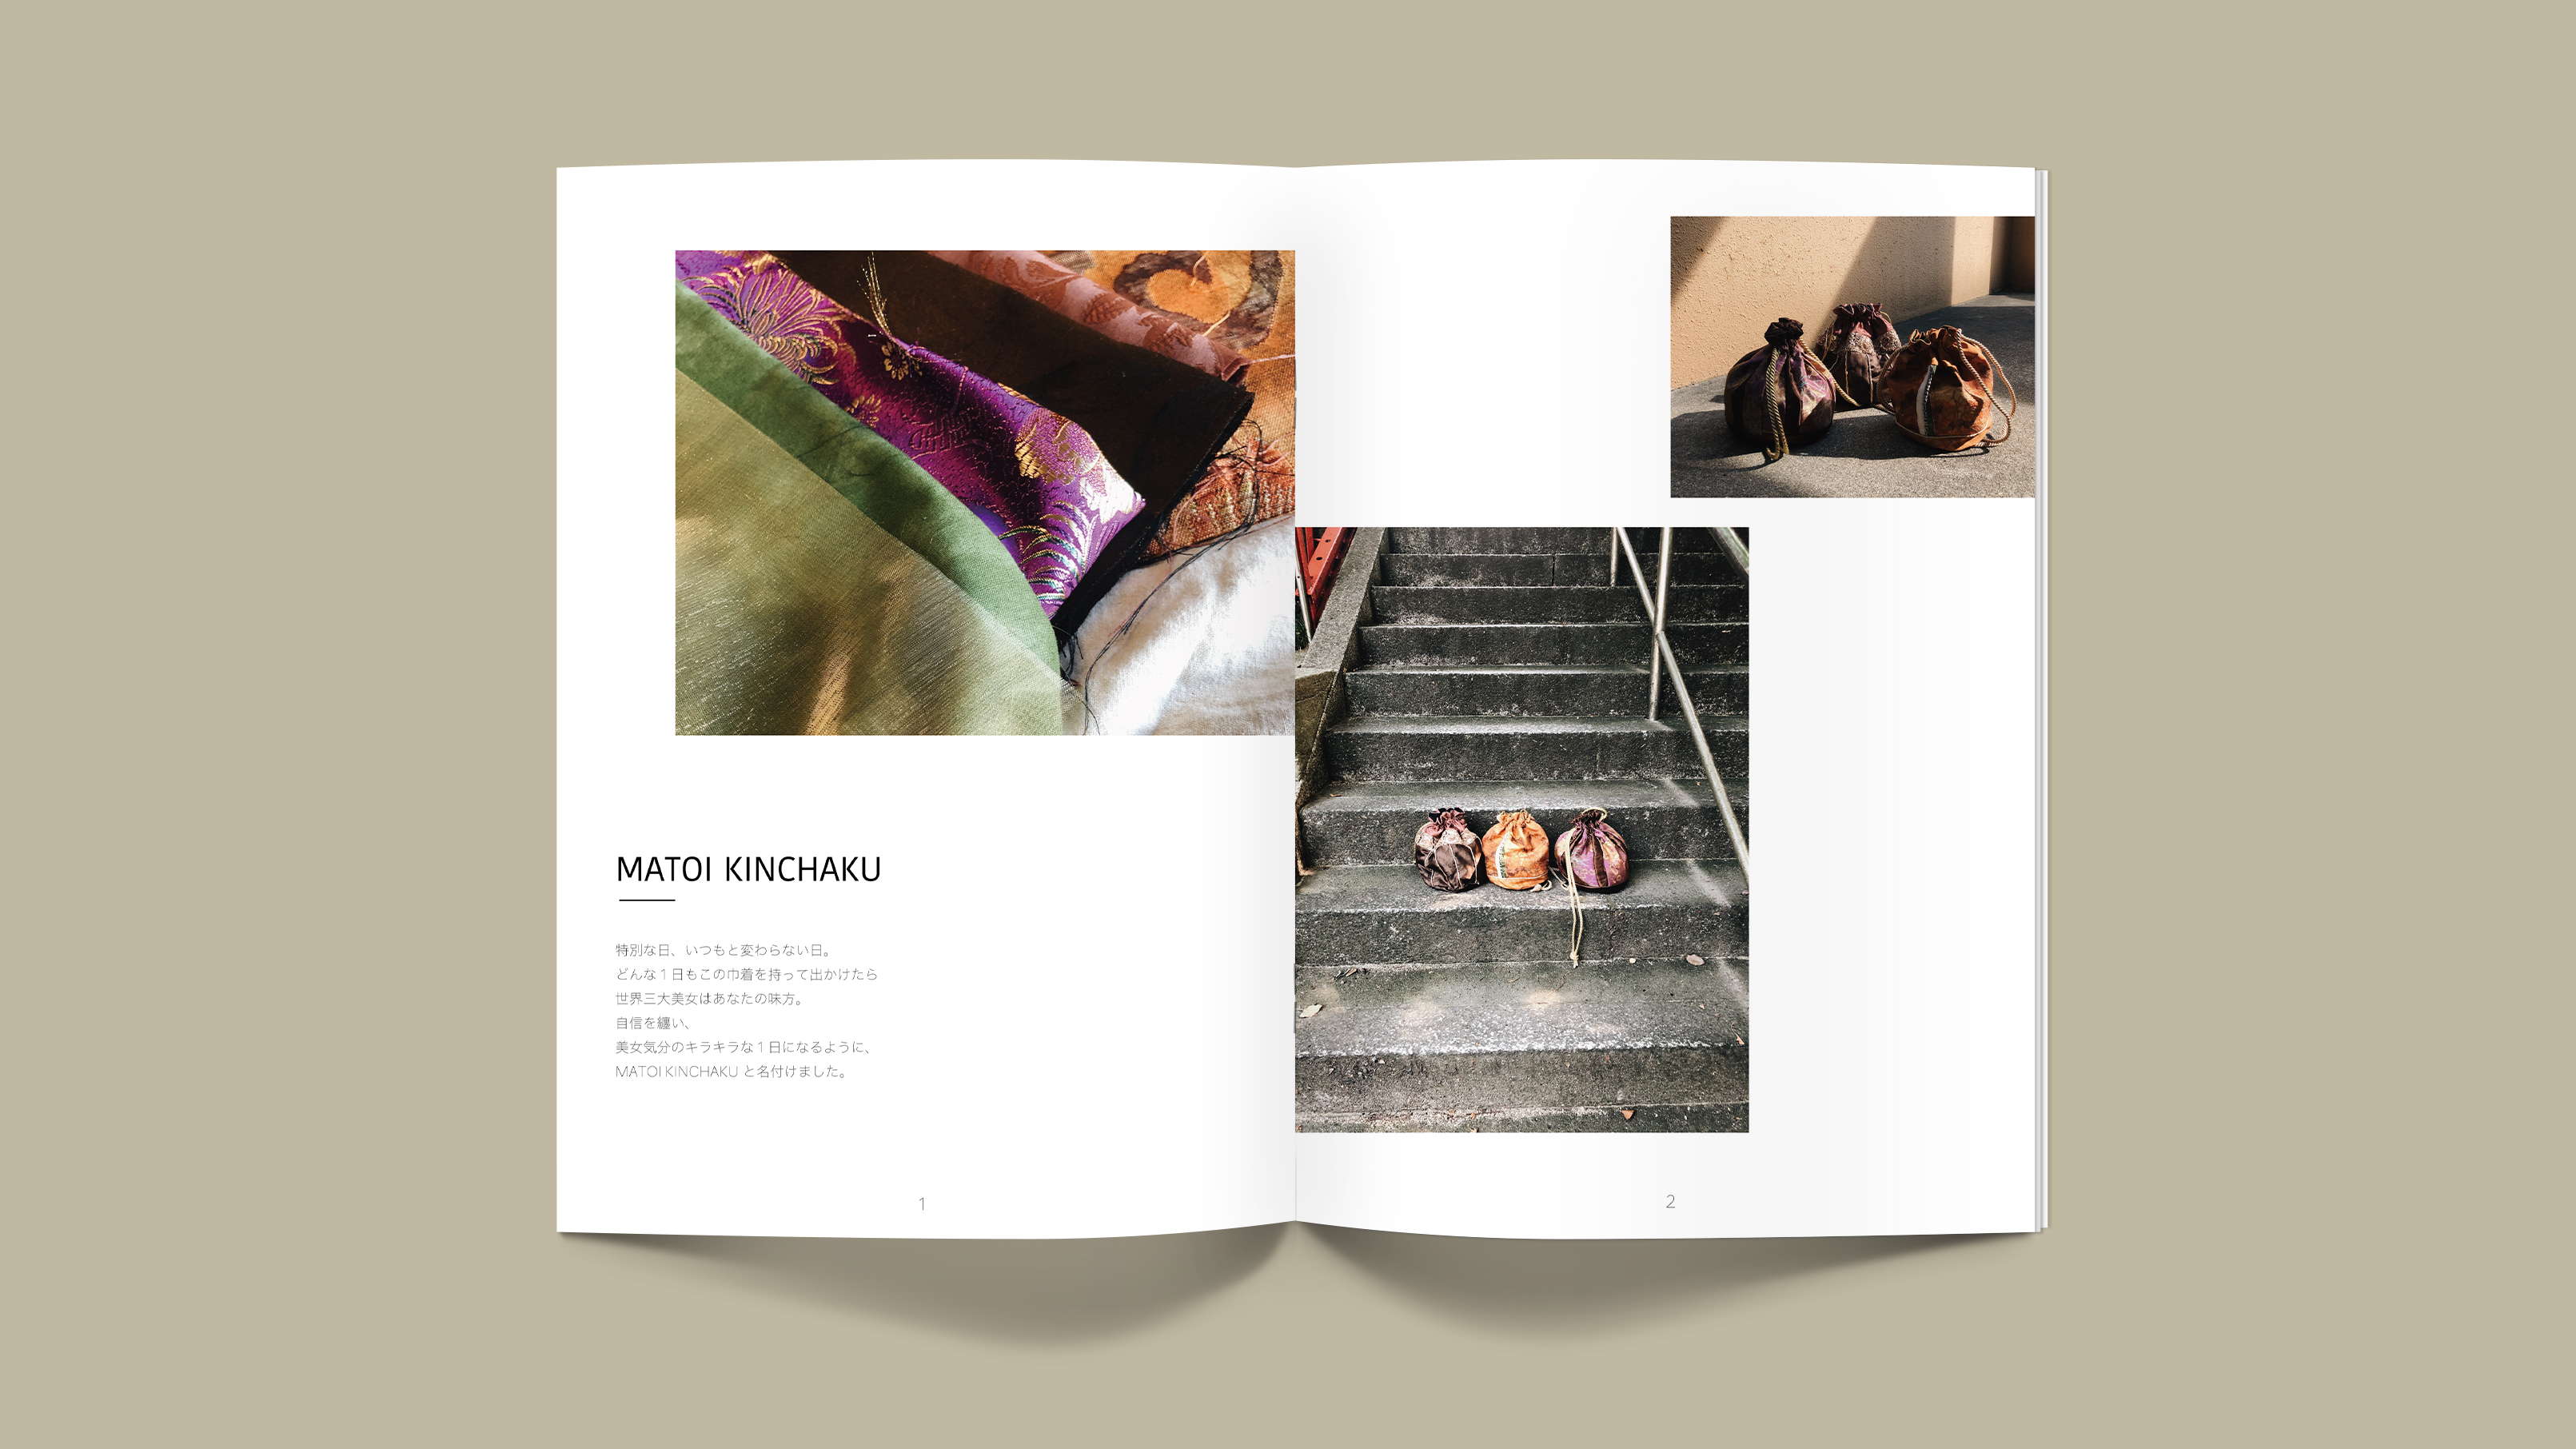 MATOI KINCHAKU
特別な日、いつもと変わらない日。
どんな1日もこの巾着を持って出かけたら
世界三大美女はあなたの味方。
自信を纏い、
美女気分のキラキラな1日になるように、
MATOI KINCHAKU と名付けました。
1
2